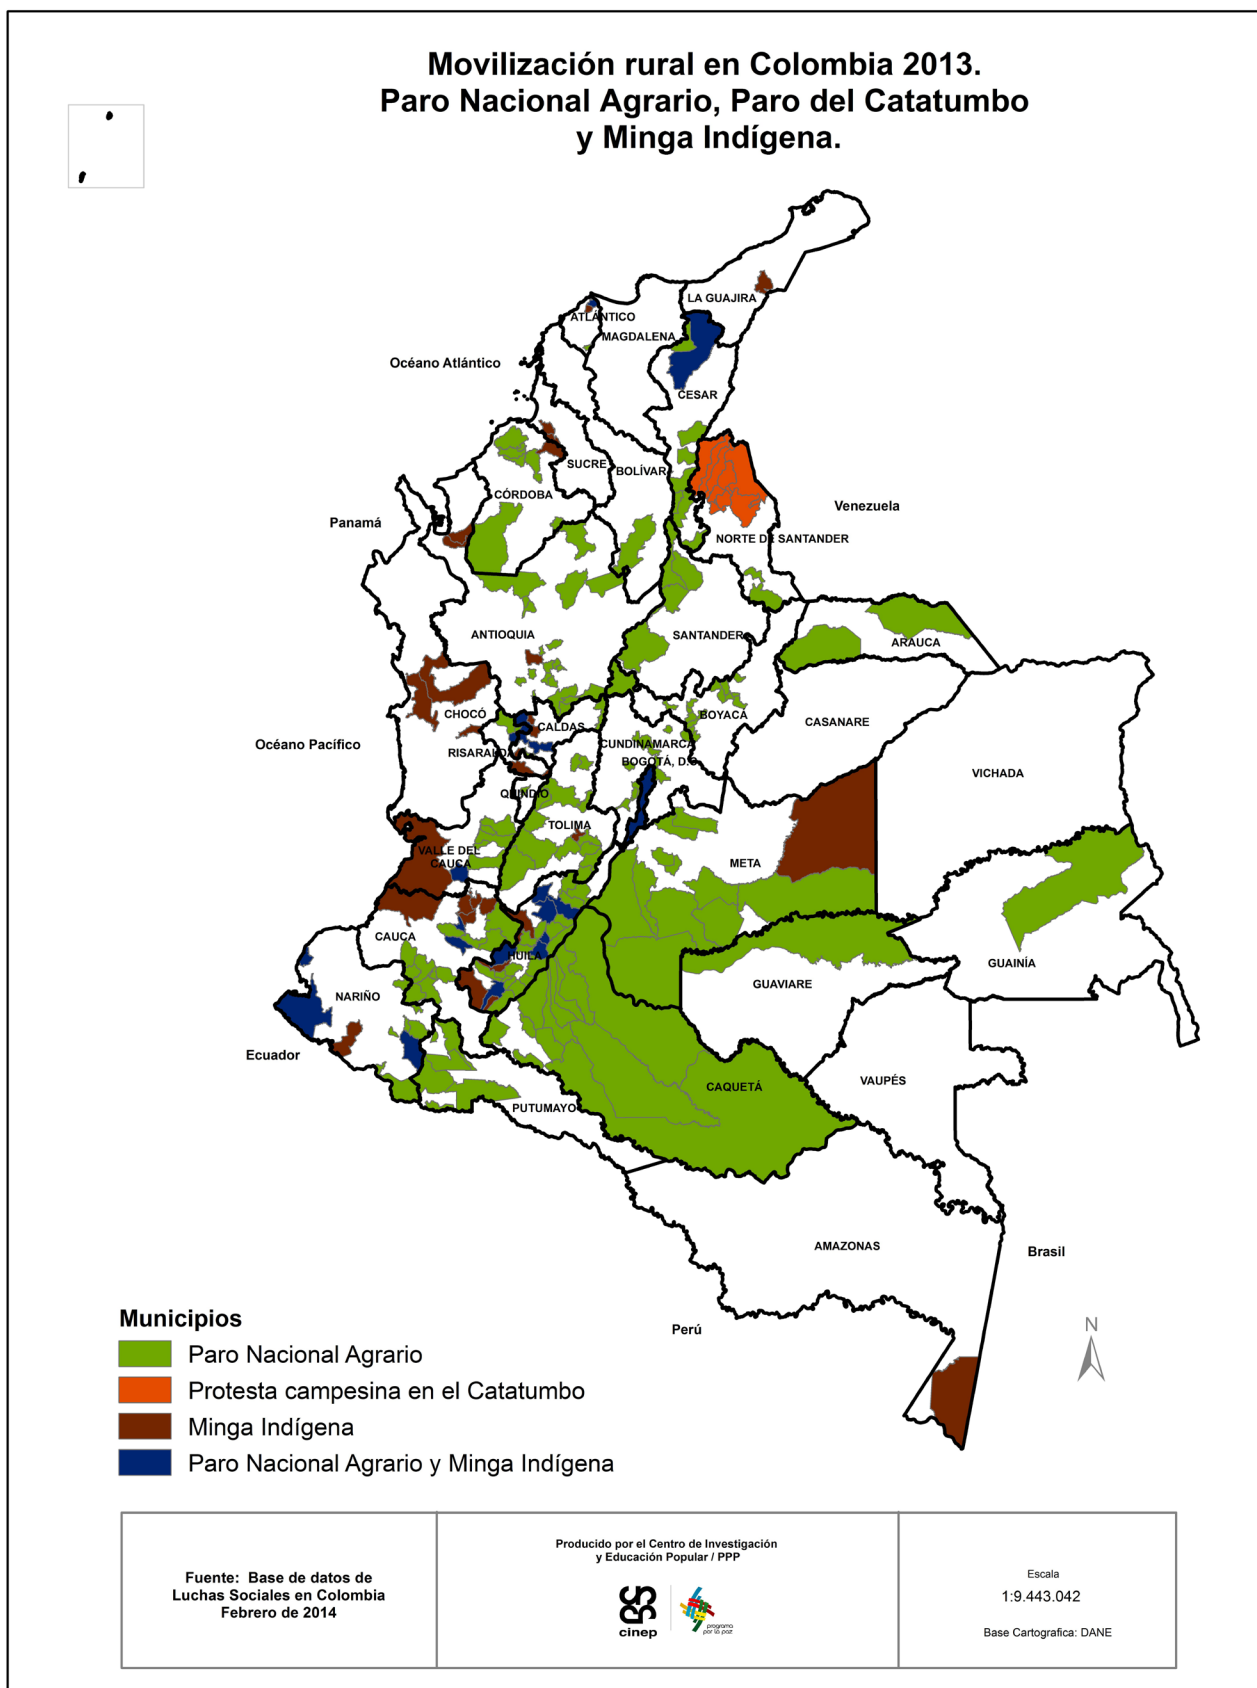 Movilización rural en Colombia 2013.
Paro Nacional Agrario, Paro del Catatumbo
y Minga Indígena.
LA GUAJIRA
ATLÁNTICO
MAGDALENA
Océano Atlántico
CESAR
SUCRE
BOLÍVAR
CÓRDOBA
Venezuela
Panamá
NORTE DE SANTANDER
ANTIOQUIA
SANTANDER
ARAUCA
CHOCÓ
BOYACÁ
CASANARE
CALDAS
Océano Pacífico
CUNDINAMARCA
RISARALDA
BOGOTÁ, D.C.
VICHADA
QUINDIO
TOLIMA
VALLE DEL
CAUCA
META
CAUCA
HUILA
GUAINÍA
GUAVIARE
NARIÑO
Ecuador
VAUPÉS
CAQUETÁ
PUTUMAYO
AMAZONAS
Brasil
Perú
N
Municipios
Paro Nacional Agrario
Protesta campesina en el Catatumbo
Minga Indígena
Paro Nacional Agrario y Minga Indígena
Fuente: Base de datos de
Luchas Sociales en Colombia
Febrero de 2014
Producido por el Centro de Investigación
y Educación Popular / PPP
cinep
programa
por la paz
Escala
1:9.443.042
Base Cartografica: DANE